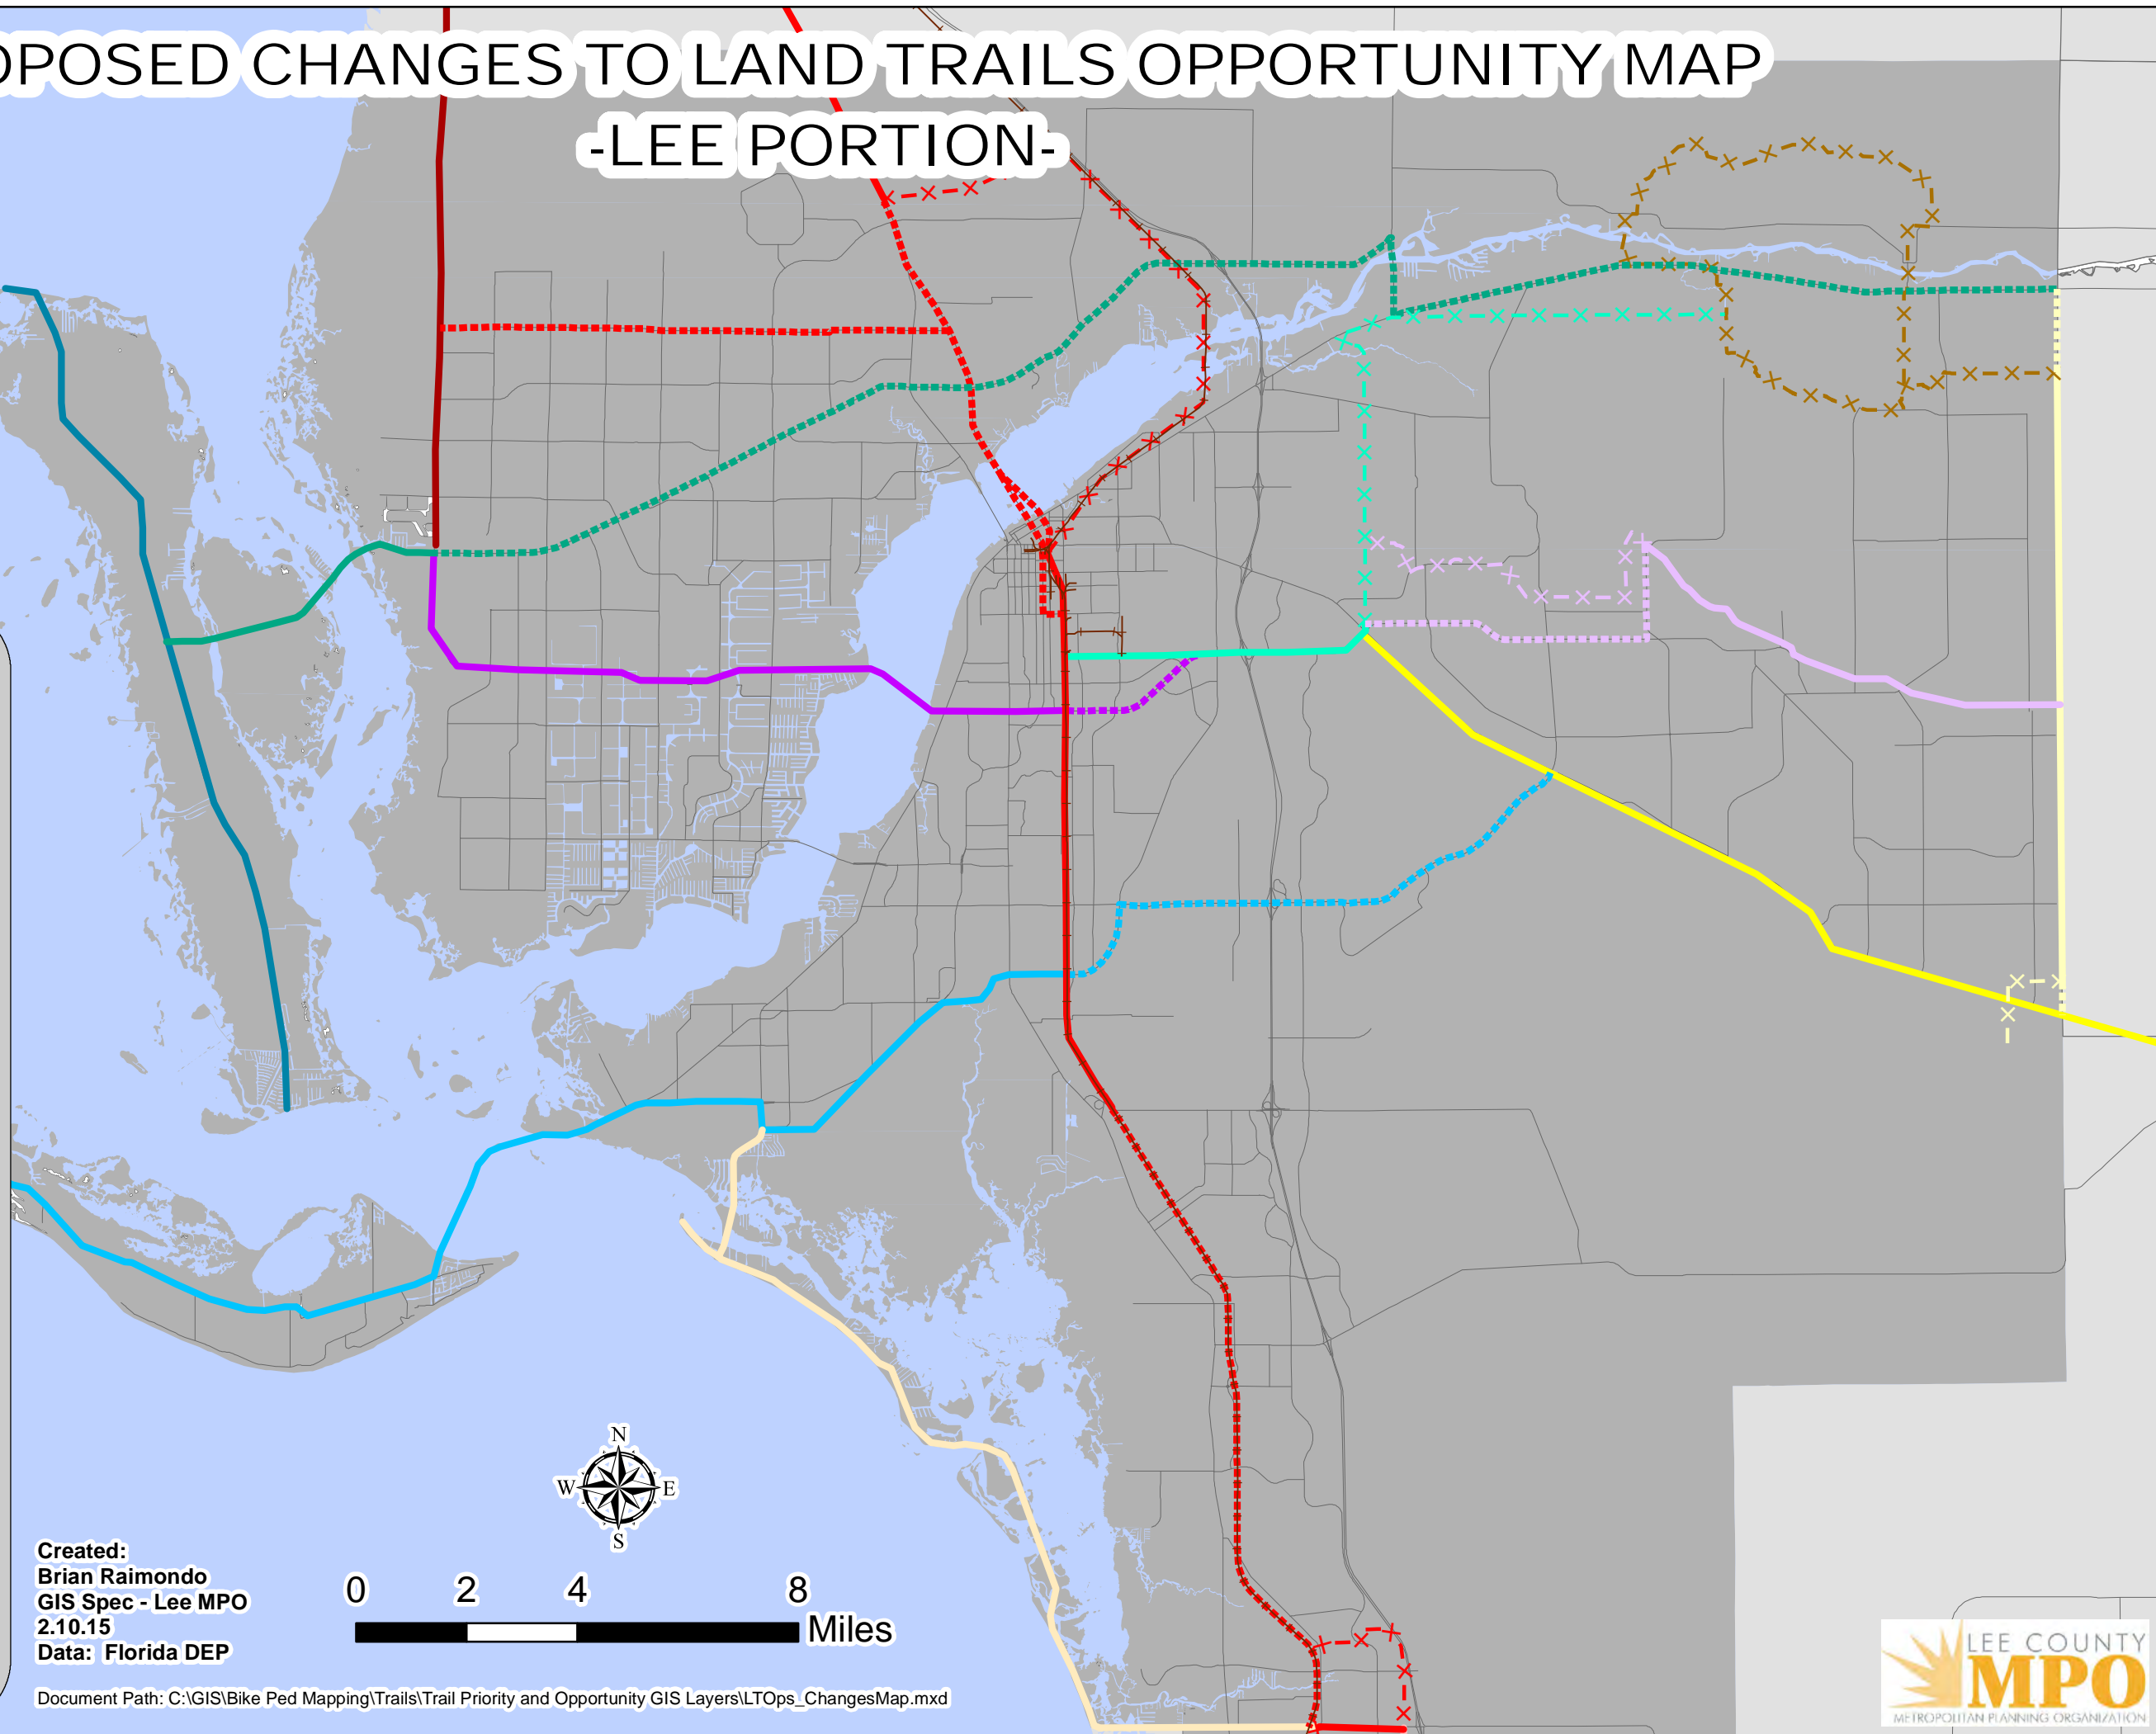 OPOSED CHANGES TO LAND TRAILS OPPORTUNITY MAP
-LEE PORTION-
N
W E
S
Created:
Brian Raimondo
GIS Spec - Lee MPO
2.10.15
Data: Florida DEP
0 2 4 8
Miles
Document Path: C:\GIS\Bike Ped Mapping\Trails\Trail Priority and Opportunity GIS Layers\LTOps_ChangesMap.mxd
LEE COUNTY
MPO
METROPOLITAN PLANNING ORGANIZATION